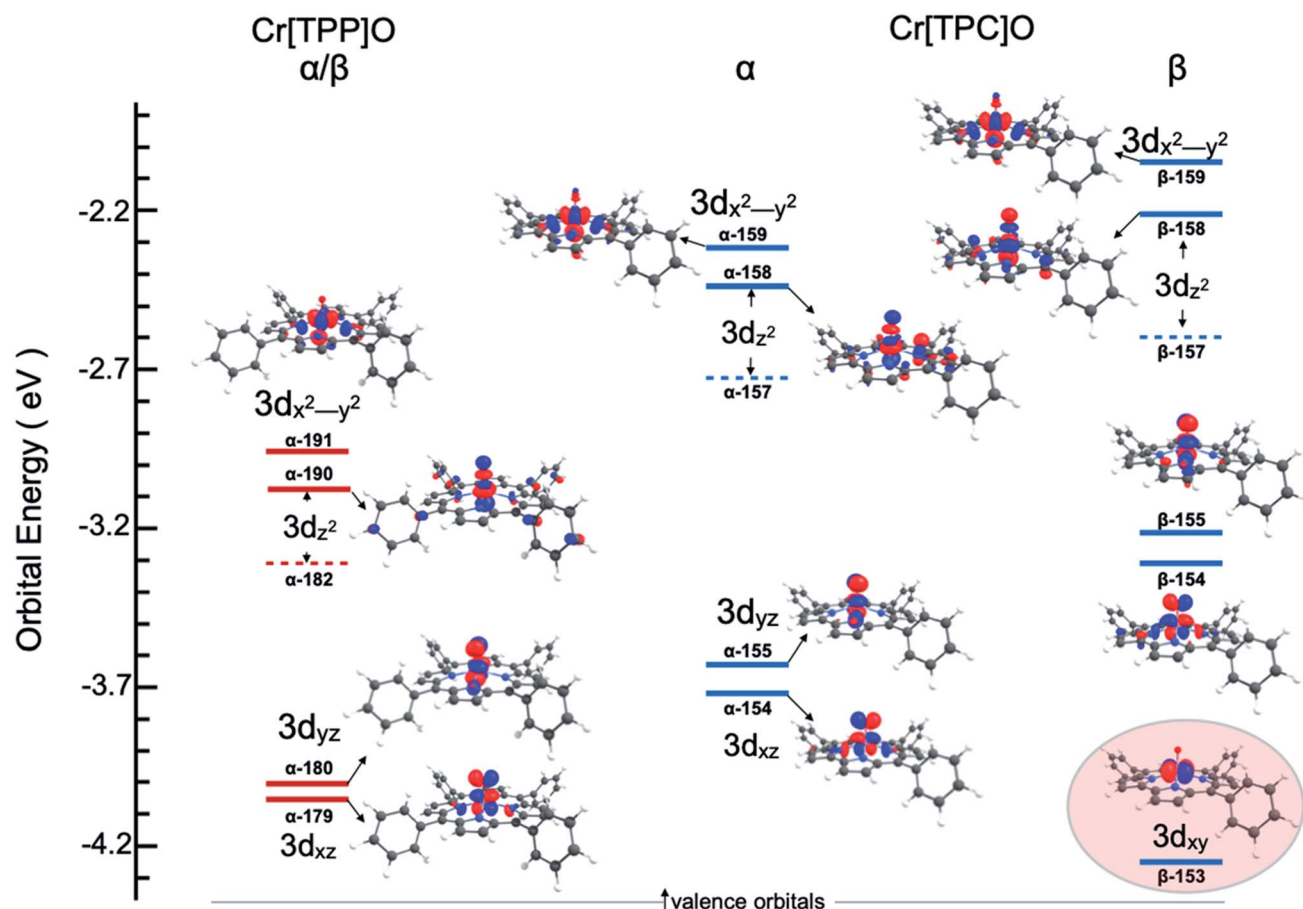 Cr[TPP]O
α/β
Cr[TPC]O
α
β
Orbital Energy ( eV )
-2.2
-2.7
-3.2
-3.7
-4.2
3dx²—y²
α-191
α-190
3dz²
α-182
3dyz
α-180
α-179
3dxz
3dx²—y²
α-159
α-158
3dz²
α-157
3dyz
α-155
α-154
3dxz
3dx²—y²
β-159
β-158
3dz²
β-157
β-155
β-154
3dxy
β-153
↑valence orbitals